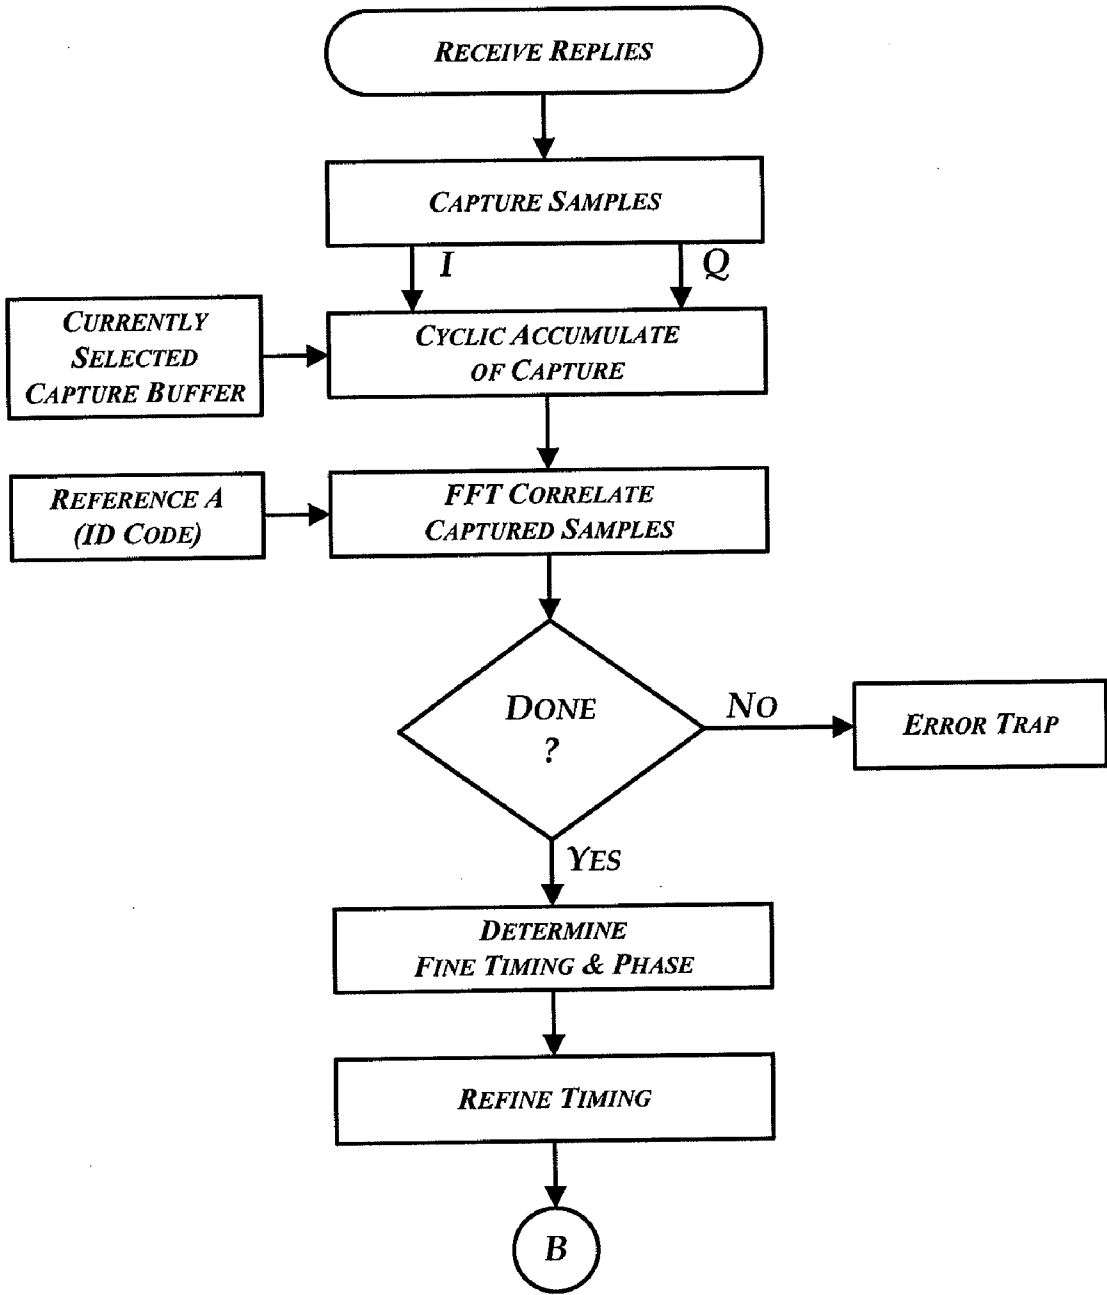 RECEIVE REPLIES
CAPTURE SAMPLES
I
Q
CURRENTLY
SELECTED
CAPTURE BUFFER
CYCLIC ACCUMULATE
OF CAPTURE
REFERENCE A
(ID CODE)
FFT CORRELATE
CAPTURED SAMPLES
DONE
?
NO
ERROR TRAP
YES
DETERMINE
FINE TIMING & PHASE
REFINE TIMING
B